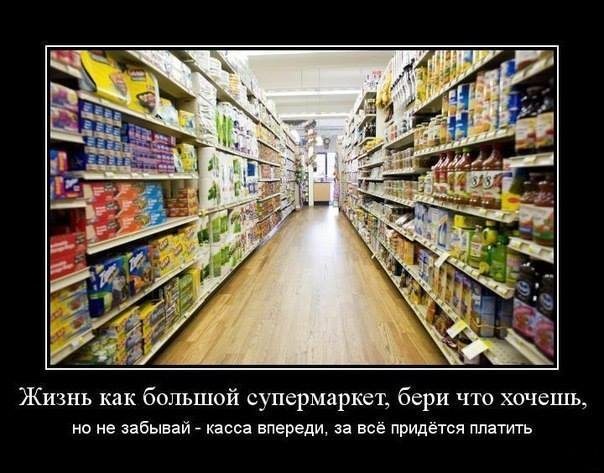 Жизнь как большой супермаркет, бери что хочешь,
но не забывай - касса впереди, за всё придётся платить